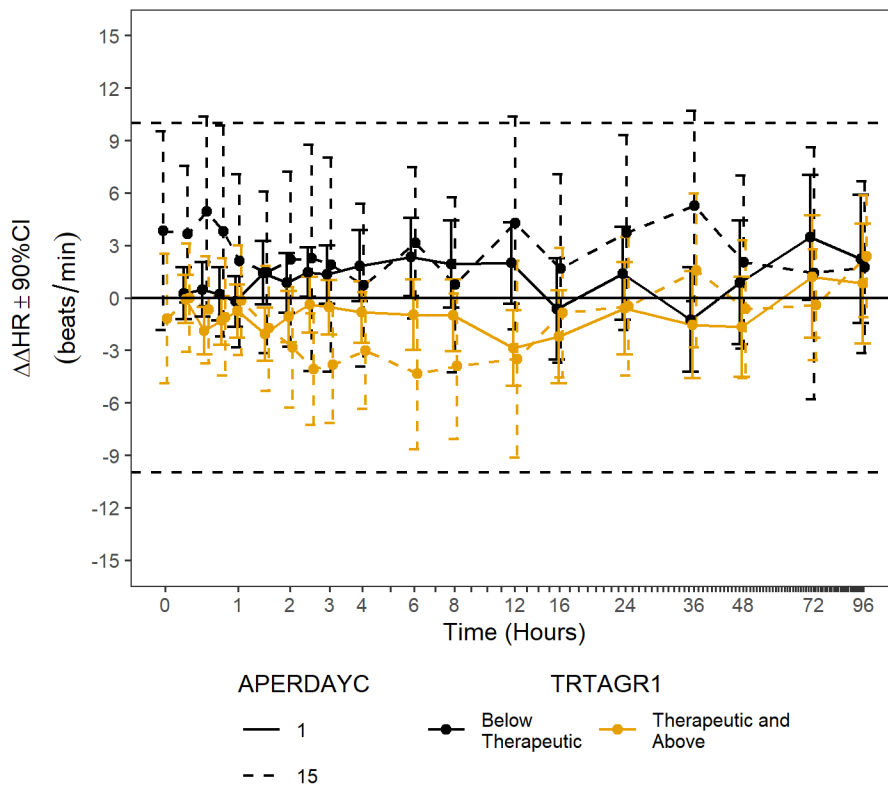 15
12
9
6
3
0
-3
-6
-9
-12
-15
ΔΔHR ± 90%CI
(beats/min)
0 1 2 3 4 6 8 12 16 24 36 48 72 96
Time (Hours)
APERDAYC TRTAGR1
1
15
Below
Therapeutic
Therapeutic and
Above